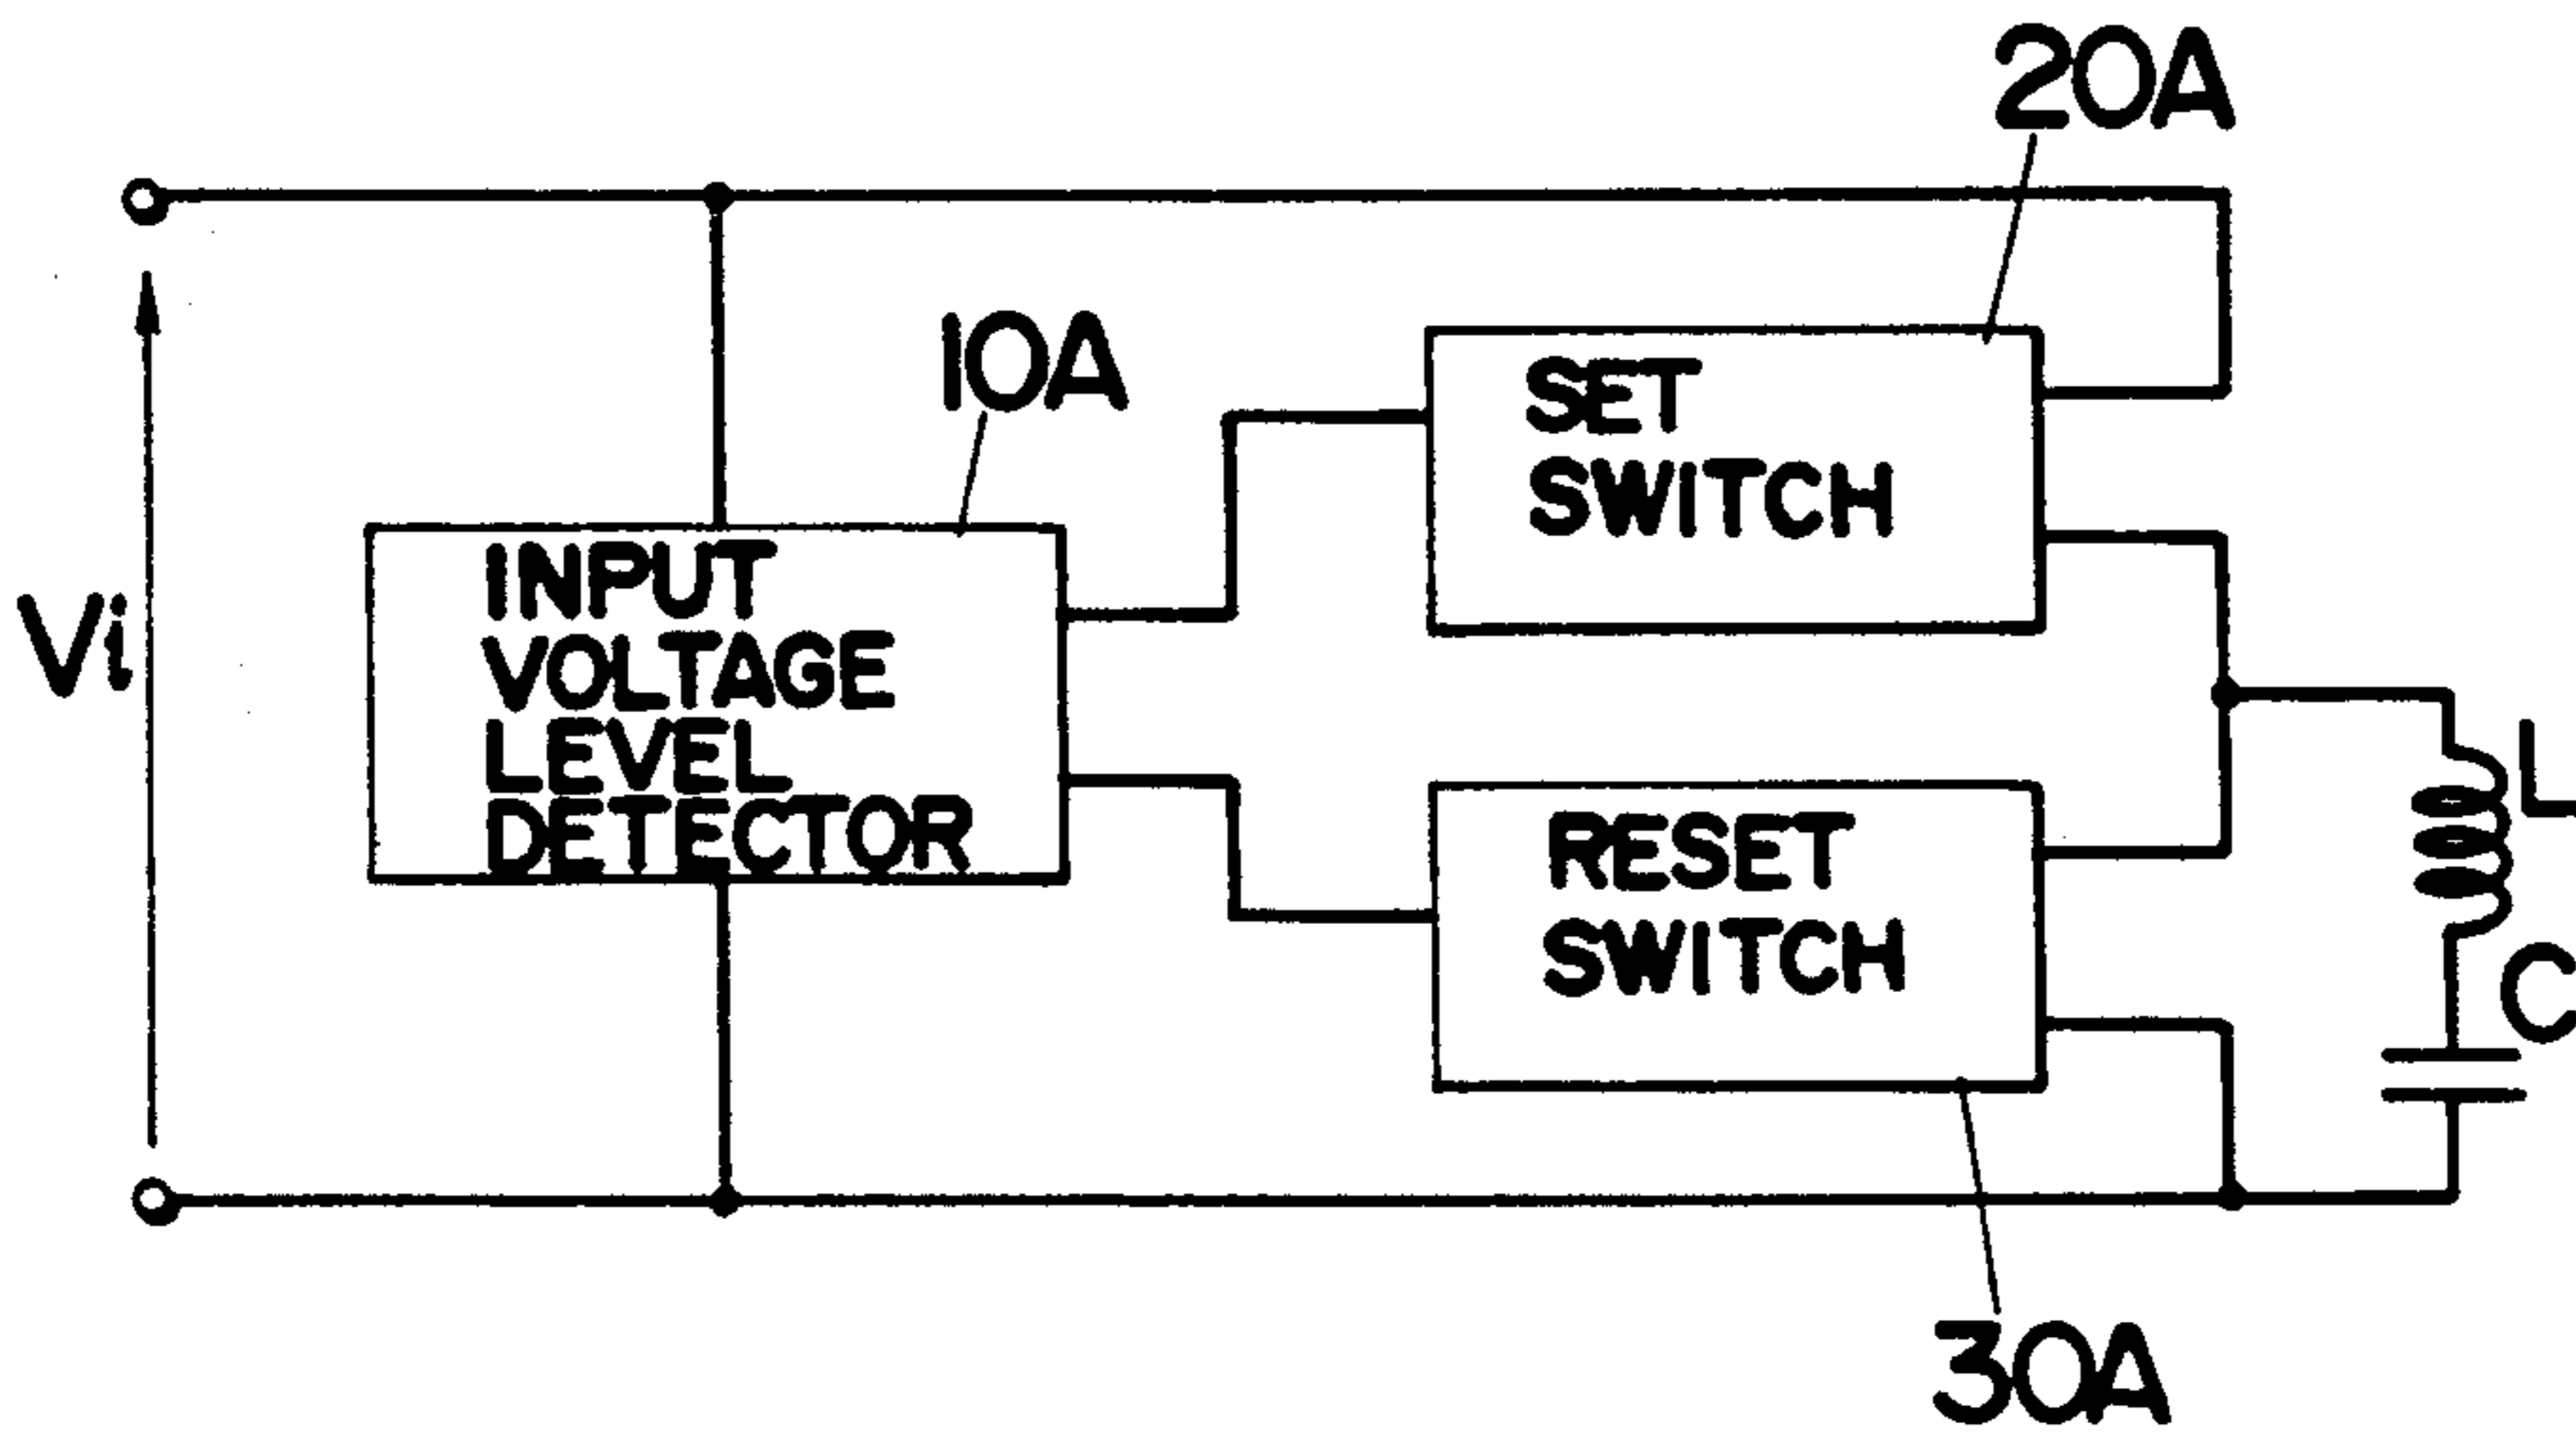 20A
10A
SET
SWITCH
INPUT
VOLTAGE
LEVEL
DETECTOR
Vi
L
RESET
SWITCH
C
30A